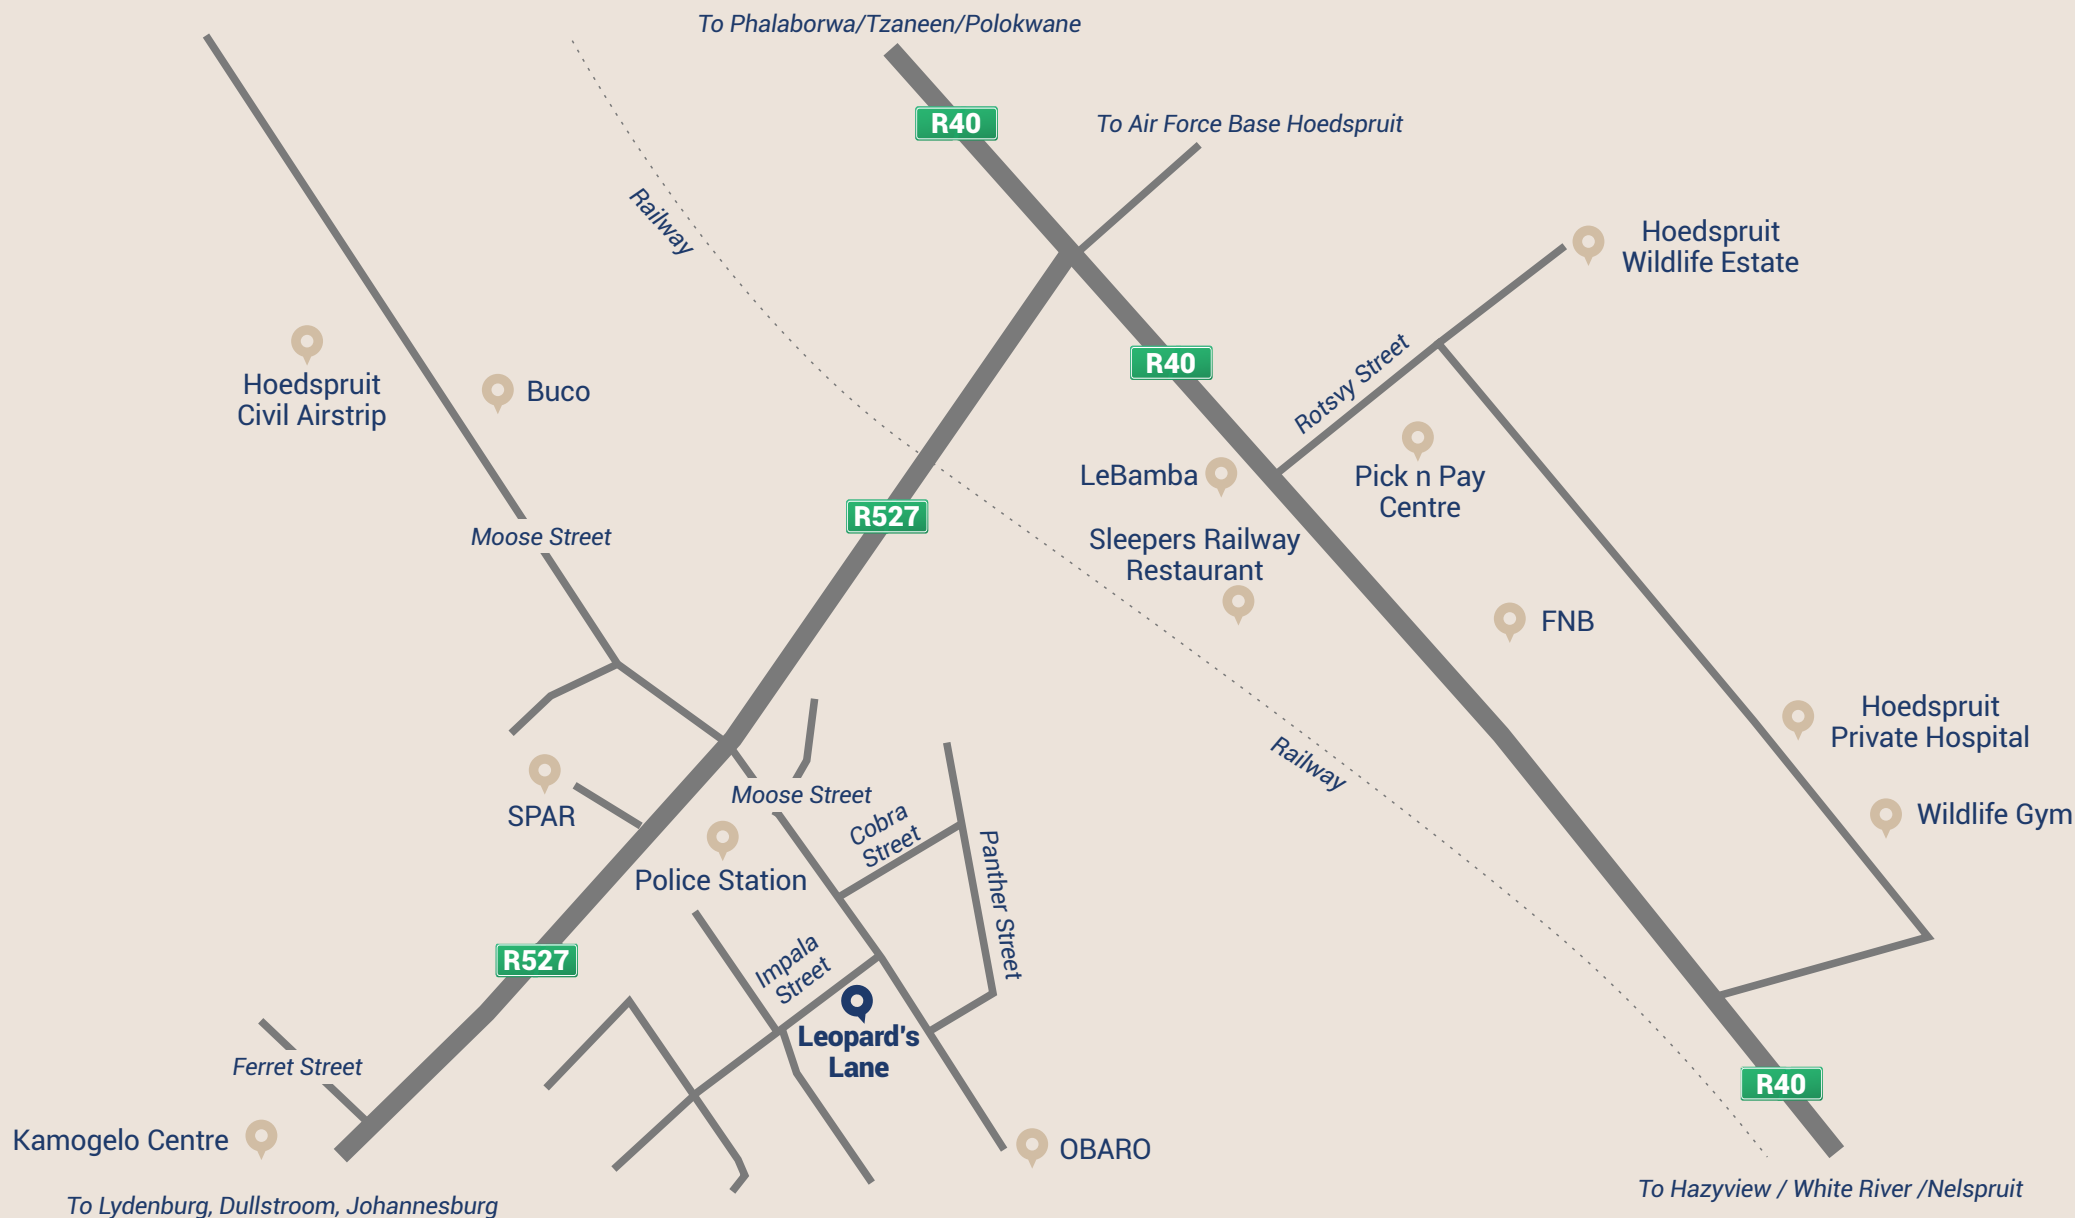 To Phalaborwa/Tzaneen/Polokwane
R40
To Air Force Base Hoedspruit
Railway
Hoedspruit
Wildlife Estate
R40
Rotsvy Street
Hoedspruit
Civil Airstrip
Buco
LeBamba
Pick n Pay
Centre
R527
Moose Street
Sleepers Railway
Restaurant
FNB
Hoedspruit
Private Hospital
Railway
SPAR
Moose Street
Cobra
Street
Wildlife Gym
Police Station
Panther Street
R527
Impala
Street
Leopard's
Lane
Ferret Street
R40
Kamogelo Centre
OBARO
To Hazyview / White River /Nelspruit
To Lydenburg, Dullstroom, Johannesburg